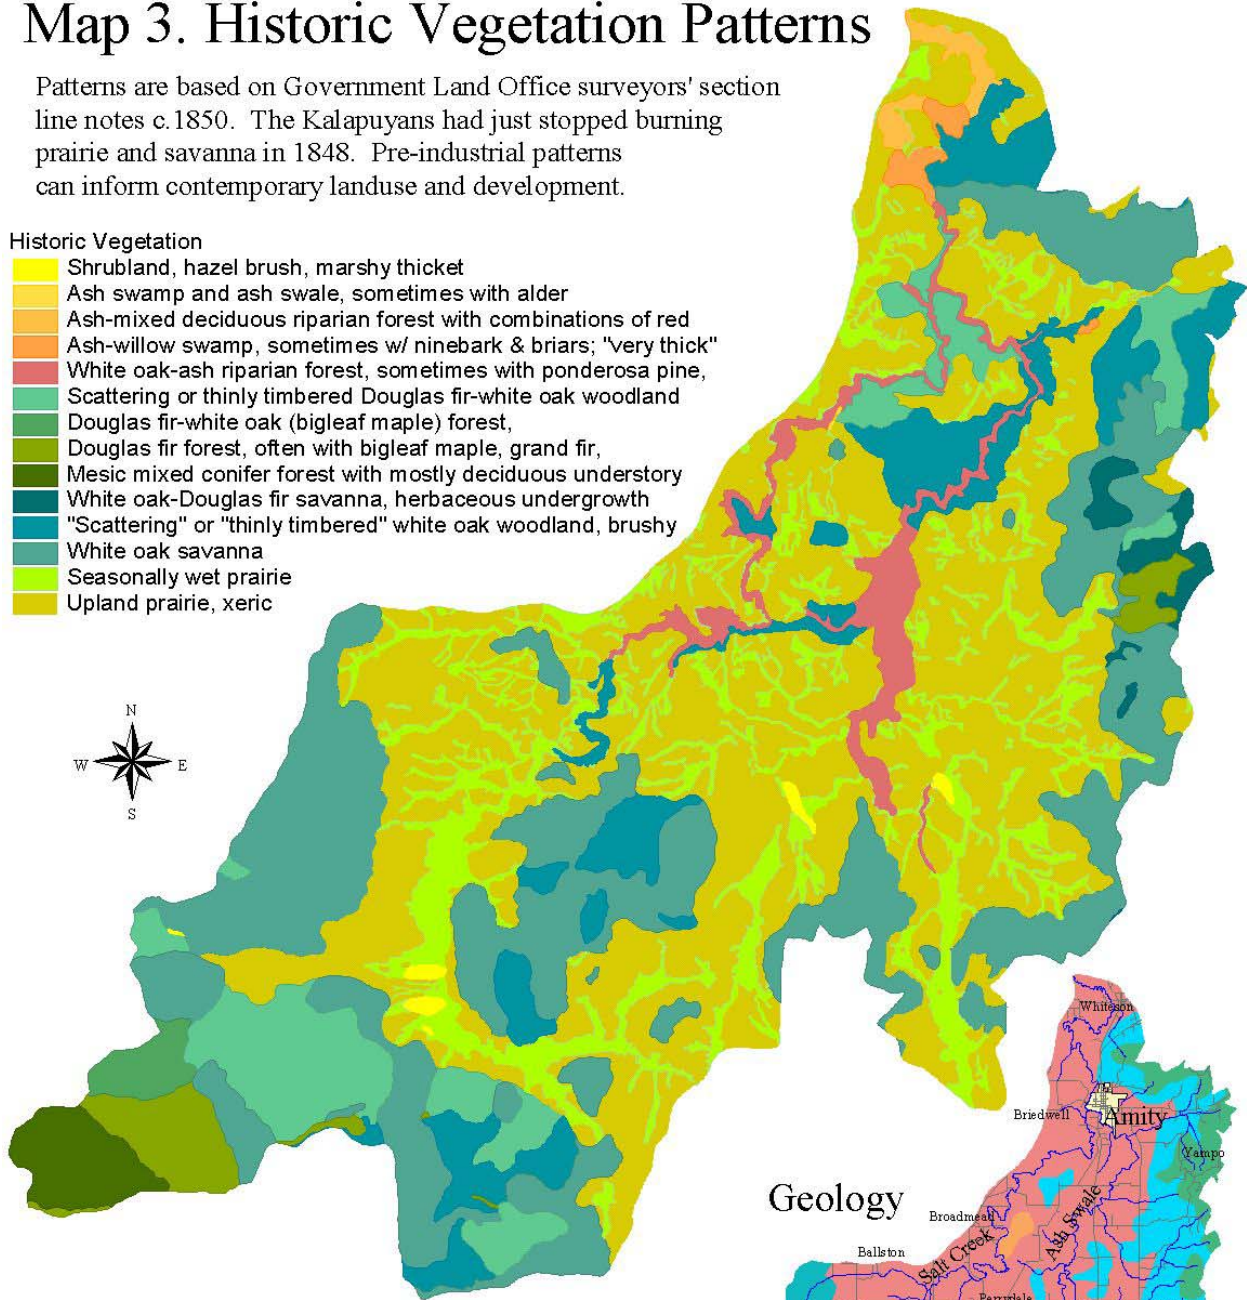 Map 3. Historic Vegetation Patterns
Patterns are based on Government Land Office surveyors' section
line notes c.1850.  The Kalapuyans had just stopped burning
prairie and savanna in 1848.  Pre-industrial patterns
can inform contemporary landuse and development.
Historic Vegetation
Shrubland, hazel brush, marshy thicket
Ash swamp and ash swale, sometimes with alder
Ash-mixed deciduous riparian forest with combinations of red
Ash-willow swamp, sometimes w/ ninebark & briars; "very thick"
White oak-ash riparian forest, sometimes with ponderosa pine,
Scattering or thinly timbered Douglas fir-white oak woodland
Douglas fir-white oak (bigleaf maple) forest,
Douglas fir forest, often with bigleaf maple, grand fir,
Mesic mixed conifer forest with mostly deciduous understory
White oak-Douglas fir savanna, herbaceous undergrowth
"Scattering" or "thinly timbered" white oak woodland, brushy
White oak savanna
Seasonally wet prairie
Upland prairie, xeric
N
W E
S
Geology
Whiteson
Briedwell
Amity
Yampo
Broadmead
Ash Swale
Salt Creek
Ballston
Perrydale